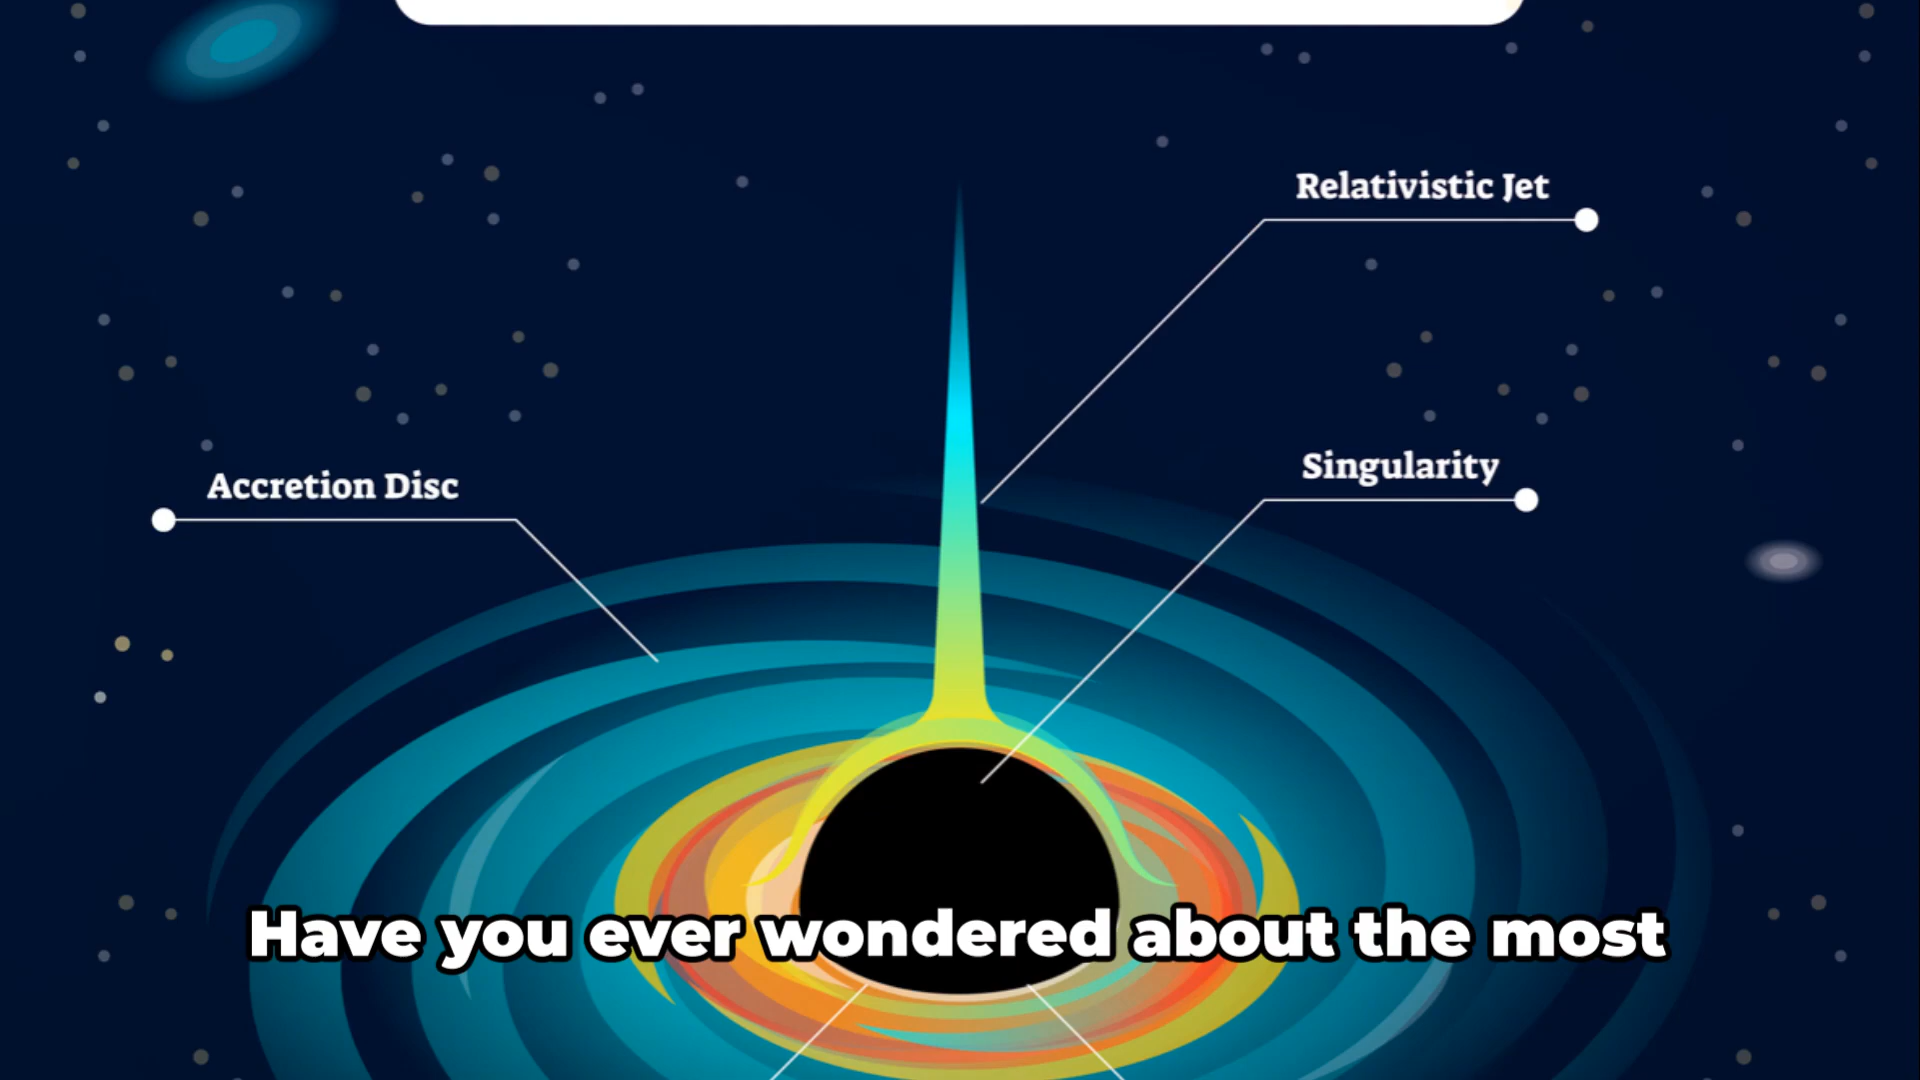 Relativistic Jet
Singularity
Accretion Disc
Have you ever wondered about the most